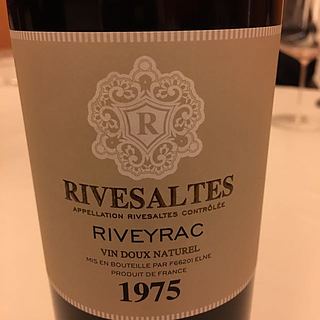 R
RIVESALTES
APPELLATION RIVESALTES CONTRÔLÉE
RIVEYRAC
VIN DOUX NATUREL
MIS EN BOUTEILLE PAR F66201 ELNE
PRODUIT DE FRANCE
1975